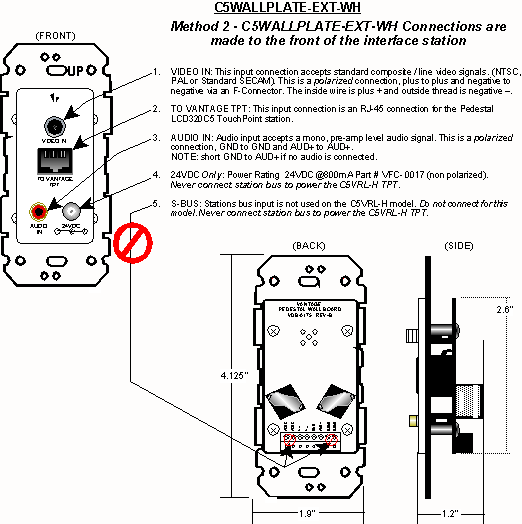 C5WALLPLATE-EXT-WH
Method 2 - C5WALLPLATE-EXT-WH Connections are
made to the front of the interface station
(FRONT)
UP
VIDEO IN
TO VANTAGE
TPT
AUDIO
IN
24VDC
1. VIDEO IN: This input connection accepts standard composite / line video signals. (NTSC,
PAL or Standard SECAM). This is a polarized connection, plus to plus and negative to
negative via an F-Connector. The inside wire is plus + and outside thread is negative –.
2. TO VANTAGE TPT: This input connection is an RJ-45 connection for the Pedestal
LCD320C5 TouchPoint station.
3. AUDIO IN: Audio input accepts a mono, pre-amp level audio signal. This is a polarized
connection, GND to GND and AUD+ to AUD+.
NOTE: short GND to AUD+ if no audio is connected.
4. 24VDC Only: Power Rating 24VDC @800mA Part # VFC-0017 (non polarized).
Never connect station bus to power the C5VRL-H TPT.
5. S-BUS: Stations bus input is not used on the C5VRL-H model. Do not connect for this
model. Never connect station bus to power the C5VRL-H TPT.
(BACK)
(SIDE)
VANTAGE
PEDESTAL WALL BOARD
4.125"
1.9"
2.6"
1.2"